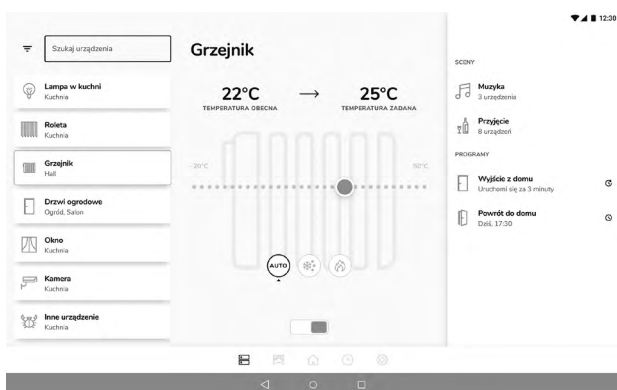 12:30
Szukaj urządzenia
Lampa w kuchni
Kuchnia
Roleta
Kuchnia
Grzejnik
Hall
Drzwi ogrodowe
Ogród, Salon
Okno
Kuchnia
Kamera
Kuchnia
Inne urządzenie
Kuchnia
Grzejnik
22°C → 25°C
TEMPERATURA OBECNA TEMPERATURA ZADANA
-20°C 50°C
AUTO
SCENY
Muzyka
3 urządzenia
Przyjęcie
8 urządzeń
PROGRAMY
Wyjście z domu
Uruchomi się za 3 minuty
Powrót do domu
Dziś, 17:30